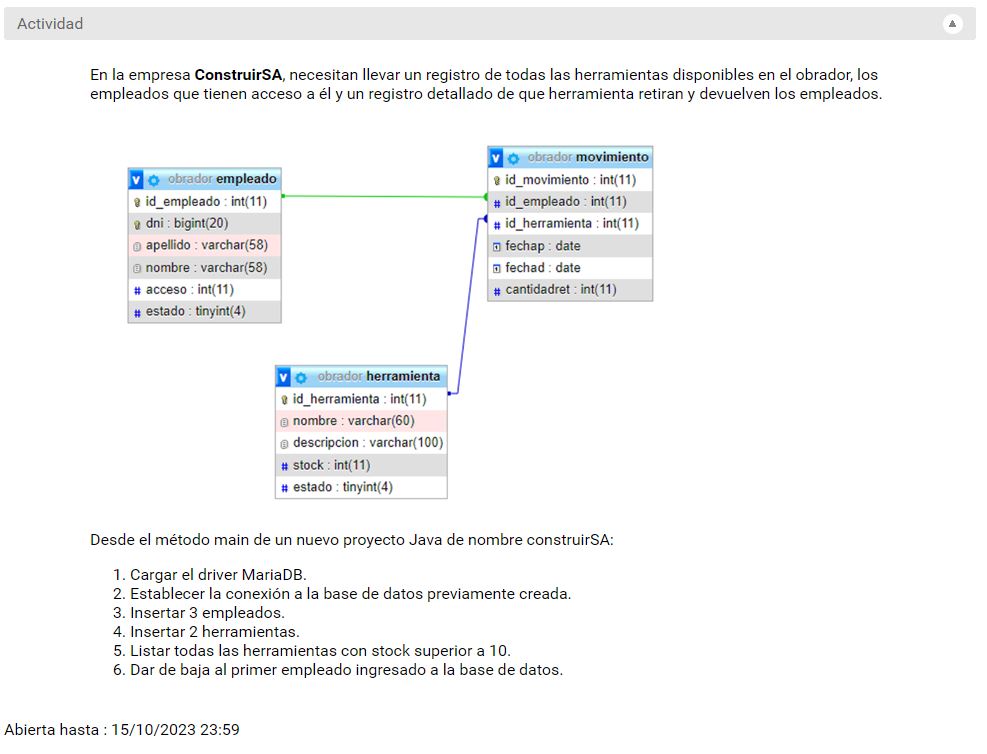 Actividad
En la empresa ConstruirSA, necesitan llevar un registro de todas las herramientas disponibles en el obrador, los
empleados que tienen acceso a él y un registro detallado de que herramienta retiran y devuelven los empleados.
v obrador empleado
id_empleado : int(11)
dni : bigint(20)
apellido : varchar(58)
nombre : varchar(58)
# acceso : int(11)
# estado : tinyint(4)
v obrador movimiento
id_movimiento : int(11)
# id_empleado : int(11)
# id_herramienta : int(11)
fechap : date
fechad : date
# cantidadret : int(11)
v obrador herramienta
id_herramienta : int(11)
nombre : varchar(60)
descripcion : varchar(100)
# stock : int(11)
# estado : tinyint(4)
Desde el método main de un nuevo proyecto Java de nombre construirSA:
1. Cargar el driver MariaDB.
2. Establecer la conexión a la base de datos previamente creada.
3. Insertar 3 empleados.
4. Insertar 2 herramientas.
5. Listar todas las herramientas con stock superior a 10.
6. Dar de baja al primer empleado ingresado a la base de datos.
Abierta hasta : 15/10/2023 23:59